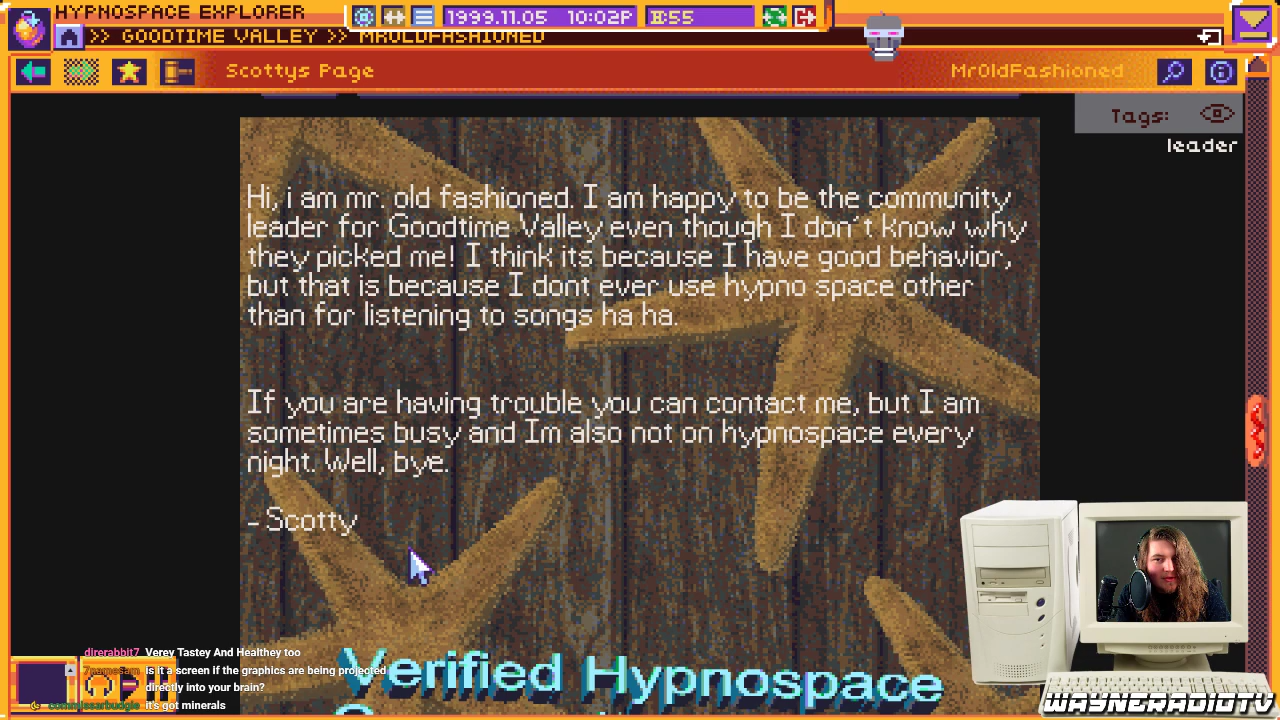 HYPNOSPACE EXPLORER
1999.11.05 10:02P
55
>> GOODTIME VALLEY >> MROLDFASHIONED
Scottys Page
MrOldFashioned
Tags:
leader
Hi, i am mr. old fashioned. I am happy to be the community
leader for Goodtime Valley even though I don't know why
they picked me! I think its because I have good behavior,
but that is because I dont ever use hypno space other
than for listening to songs ha ha.
If you are having trouble you can contact me, but I am
sometimes busy and Im also not on hypnospace every
night. Well, bye.
- Scotty
Verified Hypnospace
direrabbit7 Verey Tastey And Healthey too
is it a screen if the graphics are being projected
directly into your brain?
commissarbudgie it's got minerals
WAYNERADIOTV